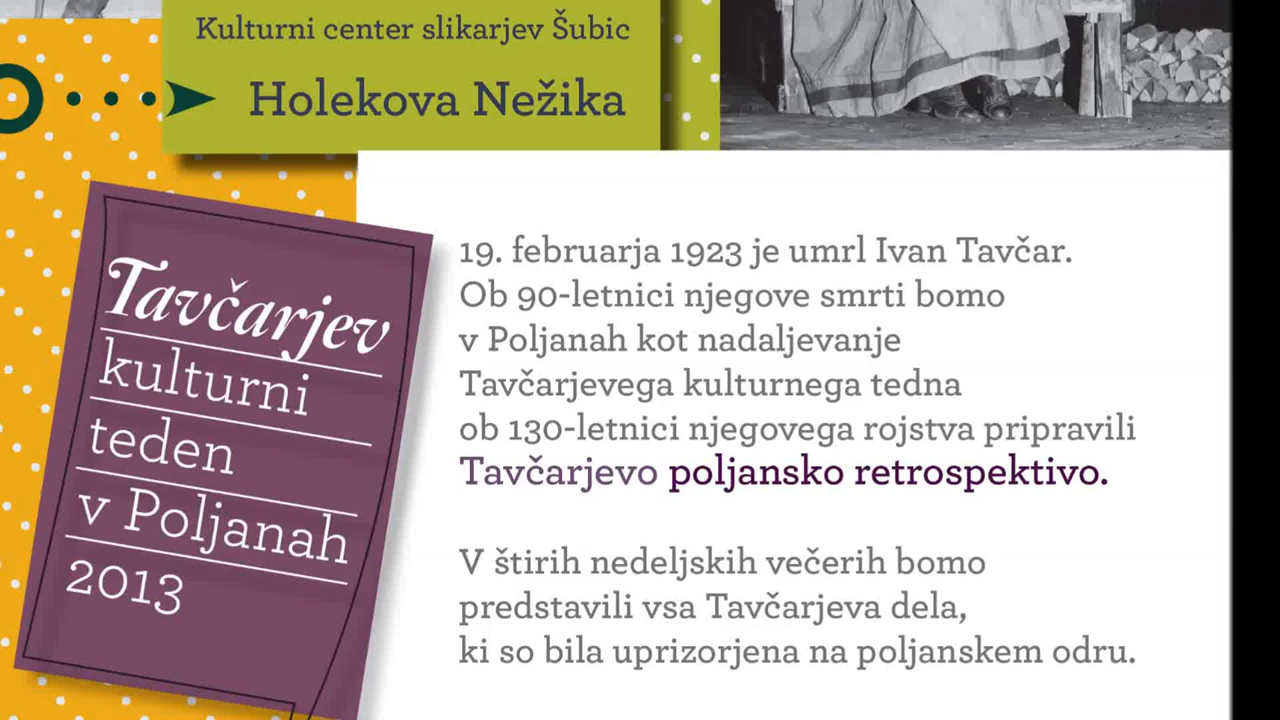 Kulturni center slikarjev Šubic
Holekova Nežika
Tavčarjev
kulturni
teden
v Poljanah
2013
19. februarja 1923 je umrl Ivan Tavčar.
Ob 90-letnici njegove smrti bomo
v Poljanah kot nadaljevanje
Tavčarjevega kulturnega tedna
ob 130-letnici njegovega rojstva pripravili
Tavčarjevo poljansko retrospektivo.
V štirih nedeljskih večerih bomo
predstavili vsa Tavčarjeva dela,
ki so bila uprizorjena na poljanskem odru.